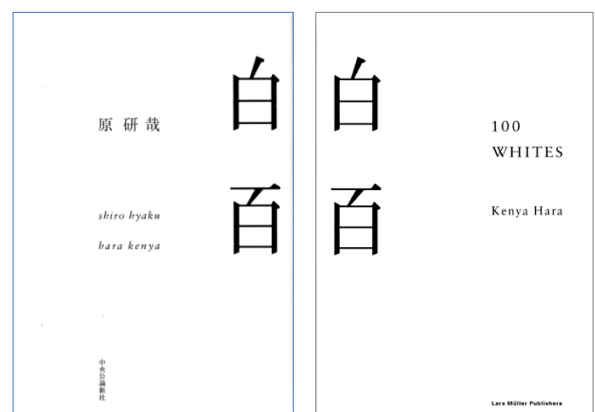 白百
原 研哉
shiro hyaku
hara kenya
中央公論新社
白百
100
WHITES
Kenya Hara
Lars Müller Publishers